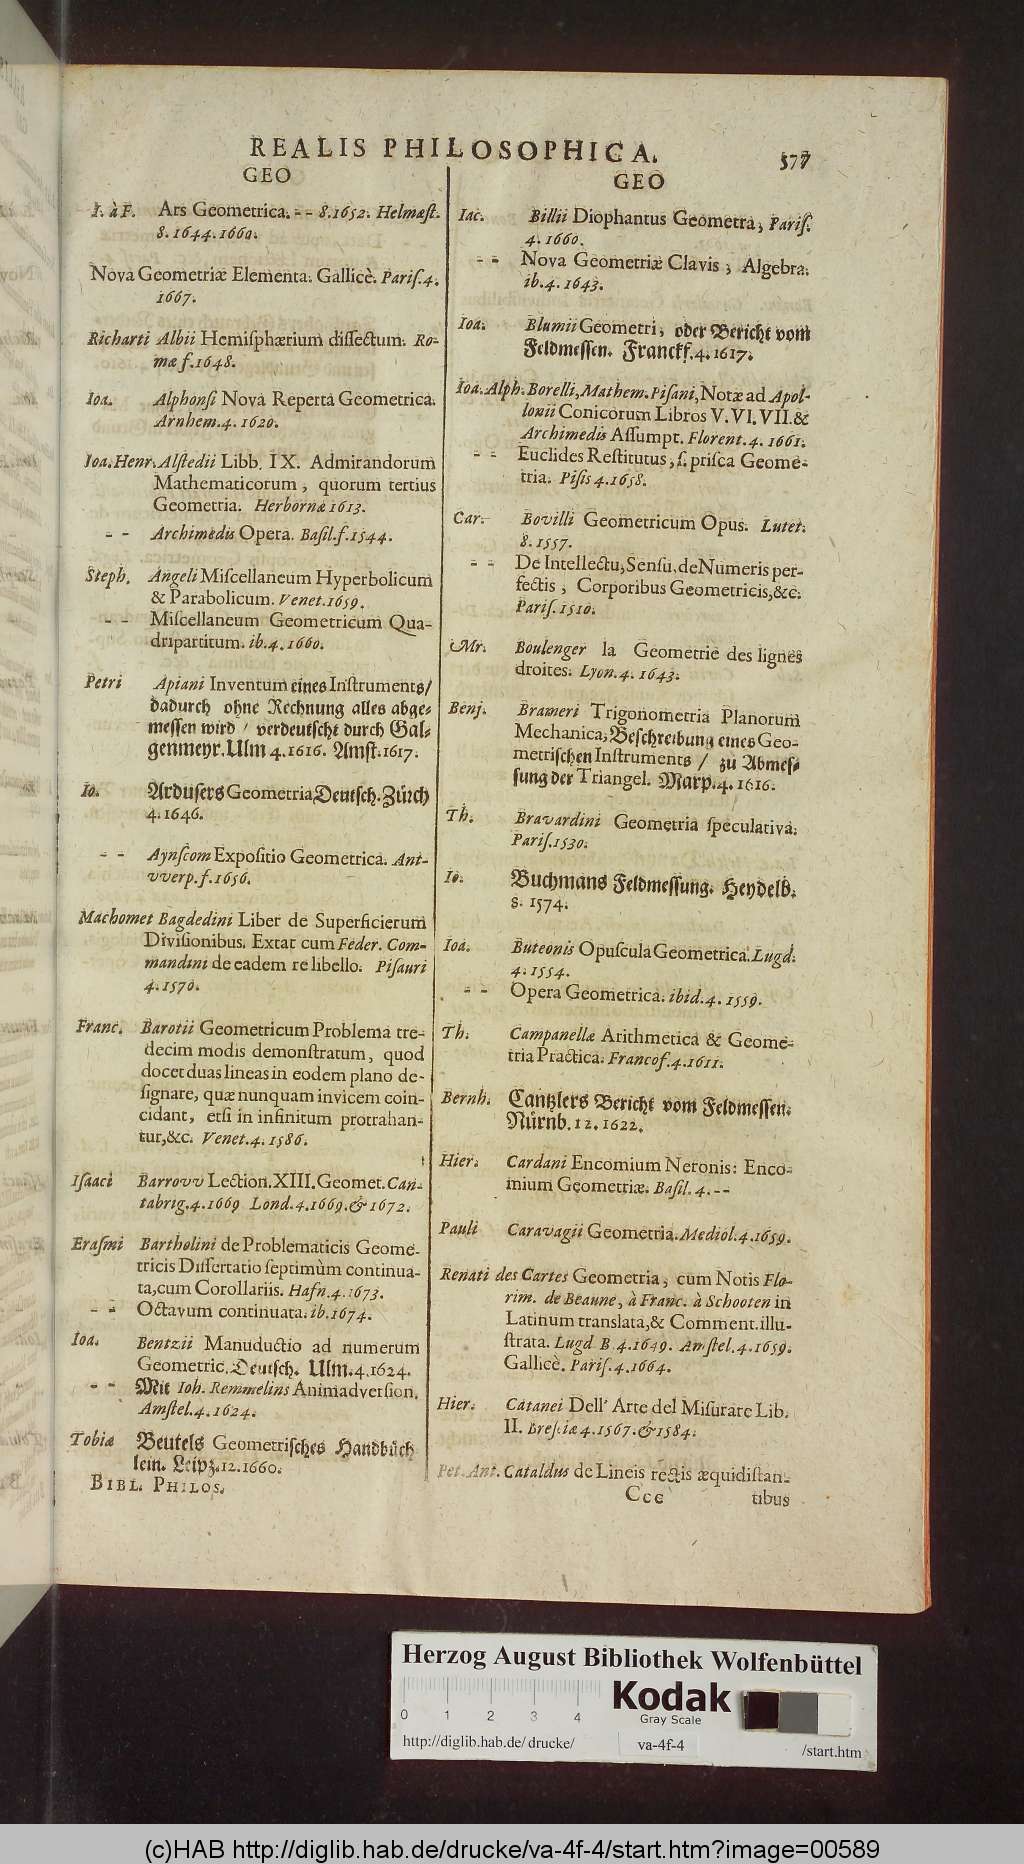 REALIS PHILOSOPHICA. 577
GEO
I. à F. Ars Geometrica. -- 8. 1652. Helmæst.
8. 1644. 1660.
Nova Geometriæ Elementa. Gallicè. Parisſ. 4.
1667.
Richarti Albii Hemiſphærium diſſectum. Ro-
mæ f. 1648.
Ioa. Alphonſi Nova Reperta Geometrica.
Arnhem. 4. 1620.
Ioa. Henr. Alſtedii Libb. IX. Admirandorum
Mathematicorum, quorum tertius
Geometria. Herbornæ 1613.
-- Archimedis Opera. Baſil. f. 1544.
Steph. Angeli Miſcellaneum Hyperbolicum
& Parabolicum. Venet. 1659.
-- Miſcellaneum Geometricum Qua-
dripartitum. ib. 4. 1660.
Petri Apiani Inventum eines Inſtruments/
dadurch ohne Rechnung alles abge-
meſſen wird / verdeutſcht durch Gal-
genmeyr. Ulm 4. 1616. Amſt. 1617.
Io. Arduſers Geometria, Deutſch. Zürch
4. 1646.
-- Aynſcom Expoſitio Geometrica. Ant-
vverp. f. 1656.
Machomet Bagdedini Liber de Superficierum
Diviſionibus. Extat cum Feder. Com-
mandini de eadem re libello. Piſauri
4. 1570.
Franc. Barotii Geometricum Problema tre-
decim modis demonſtratum, quod
docet duas lineas in eodem plano de-
ſignare, quæ nunquam invicem coin-
cidant, etſi in infinitum protrahan-
tur, &c. Venet. 4. 1586.
Iſaaci Barrovv Lection. XIII. Geomet. Can-
tabrig. 4. 1669 Lond. 4. 1669. & 1672.
Eraſmi Bartholini de Problematicis Geome-
tricis Diſſertatio ſeptimùm continua-
ta, cum Corollariis. Hafn. 4. 1673.
-- Octavum continuata. ib. 1674.
Ioa. Bentzii Manuductio ad numerum
Geometric. Deutſch. Ulm. 4. 1624.
-- Mit Ioh. Remmelins Animadverſion.
Amſtel. 4. 1624.
Tobiæ Beutels Geometriſches Handbüch
lein. Leipz. 12. 1660.
BIBL. PHILOS.
GEO
Iac. Billii Diophantus Geometra, Pariſ.
4. 1660.
-- Nova Geometriæ Clavis, Algebra.
ib. 4. 1643.
Ioa. Blumii Geometri, oder Bericht vom
Feldmeſſen. Franckf. 4. 1617.
Ioa. Alph. Borelli, Mathem. Piſani, Notæ ad Apol-
lonii Conicorum Libros V. VI. VII. &
Archimedis Aſſumpt. Florent. 4. 1661.
-- Euclides Reſtitutus, ſ. priſca Geome-
tria. Piſis 4. 1658.
Car. Bovilli Geometricum Opus. Lutet.
8. 1557.
-- De Intellectu, Senſu, de Numeris per-
fectis, Corporibus Geometricis, &c.
Pariſ. 1510.
Mr. Boulenger la Geometrie des lignes
droites. Lyon. 4. 1643.
Benj. Brameri Trigonometria Planorum
Mechanica, Beſchreibung eines Geo-
metriſchen Inſtruments / zu Abmeſ-
ſung der Triangel. Marp. 4. 1616.
Th. Bravardini Geometria ſpeculativa.
Pariſ. 1530.
Io. Buchmans Feldmeſſung. Heydelb.
8. 1574.
Ioa. Buteonis Opuſcula Geometrica. Lugd.
4. 1554.
-- Opera Geometrica. ibid. 4. 1559.
Th. Campanellæ Arithmetica & Geome-
tria Practica. Francof. 4. 1611.
Bernh. Cantzlers Bericht vom Feldmeſſen.
Nürnb. 12. 1622.
Hier. Cardani Encomium Neronis: Enco-
mium Geometriæ. Baſil. 4. --
Pauli Caravagii Geometria. Mediol. 4. 1659.
Renati des Cartes Geometria, cum Notis Flo-
rim. de Beaune, à Franc. à Schooten in
Latinum translata, & Comment. illu-
ſtrata. Lugd B. 4. 1649. Amſtel. 4. 1659.
Gallicè. Pariſ. 4. 1664.
Hier. Catanei Dell' Arte del Miſurare Lib.
II. Breſciæ 4. 1567. & 1584.
Pet. Ant. Cataldus de Lineis rectis æquidiſtan-
Ccc tibus
Herzog August Bibliothek Wolfenbüttel
0 1 2 3 4
Kodak
Gray Scale
http://diglib.hab.de/drucke/ va-4f-4 /start.htm
(c)HAB http://diglib.hab.de/drucke/va-4f-4/start.htm?image=00589